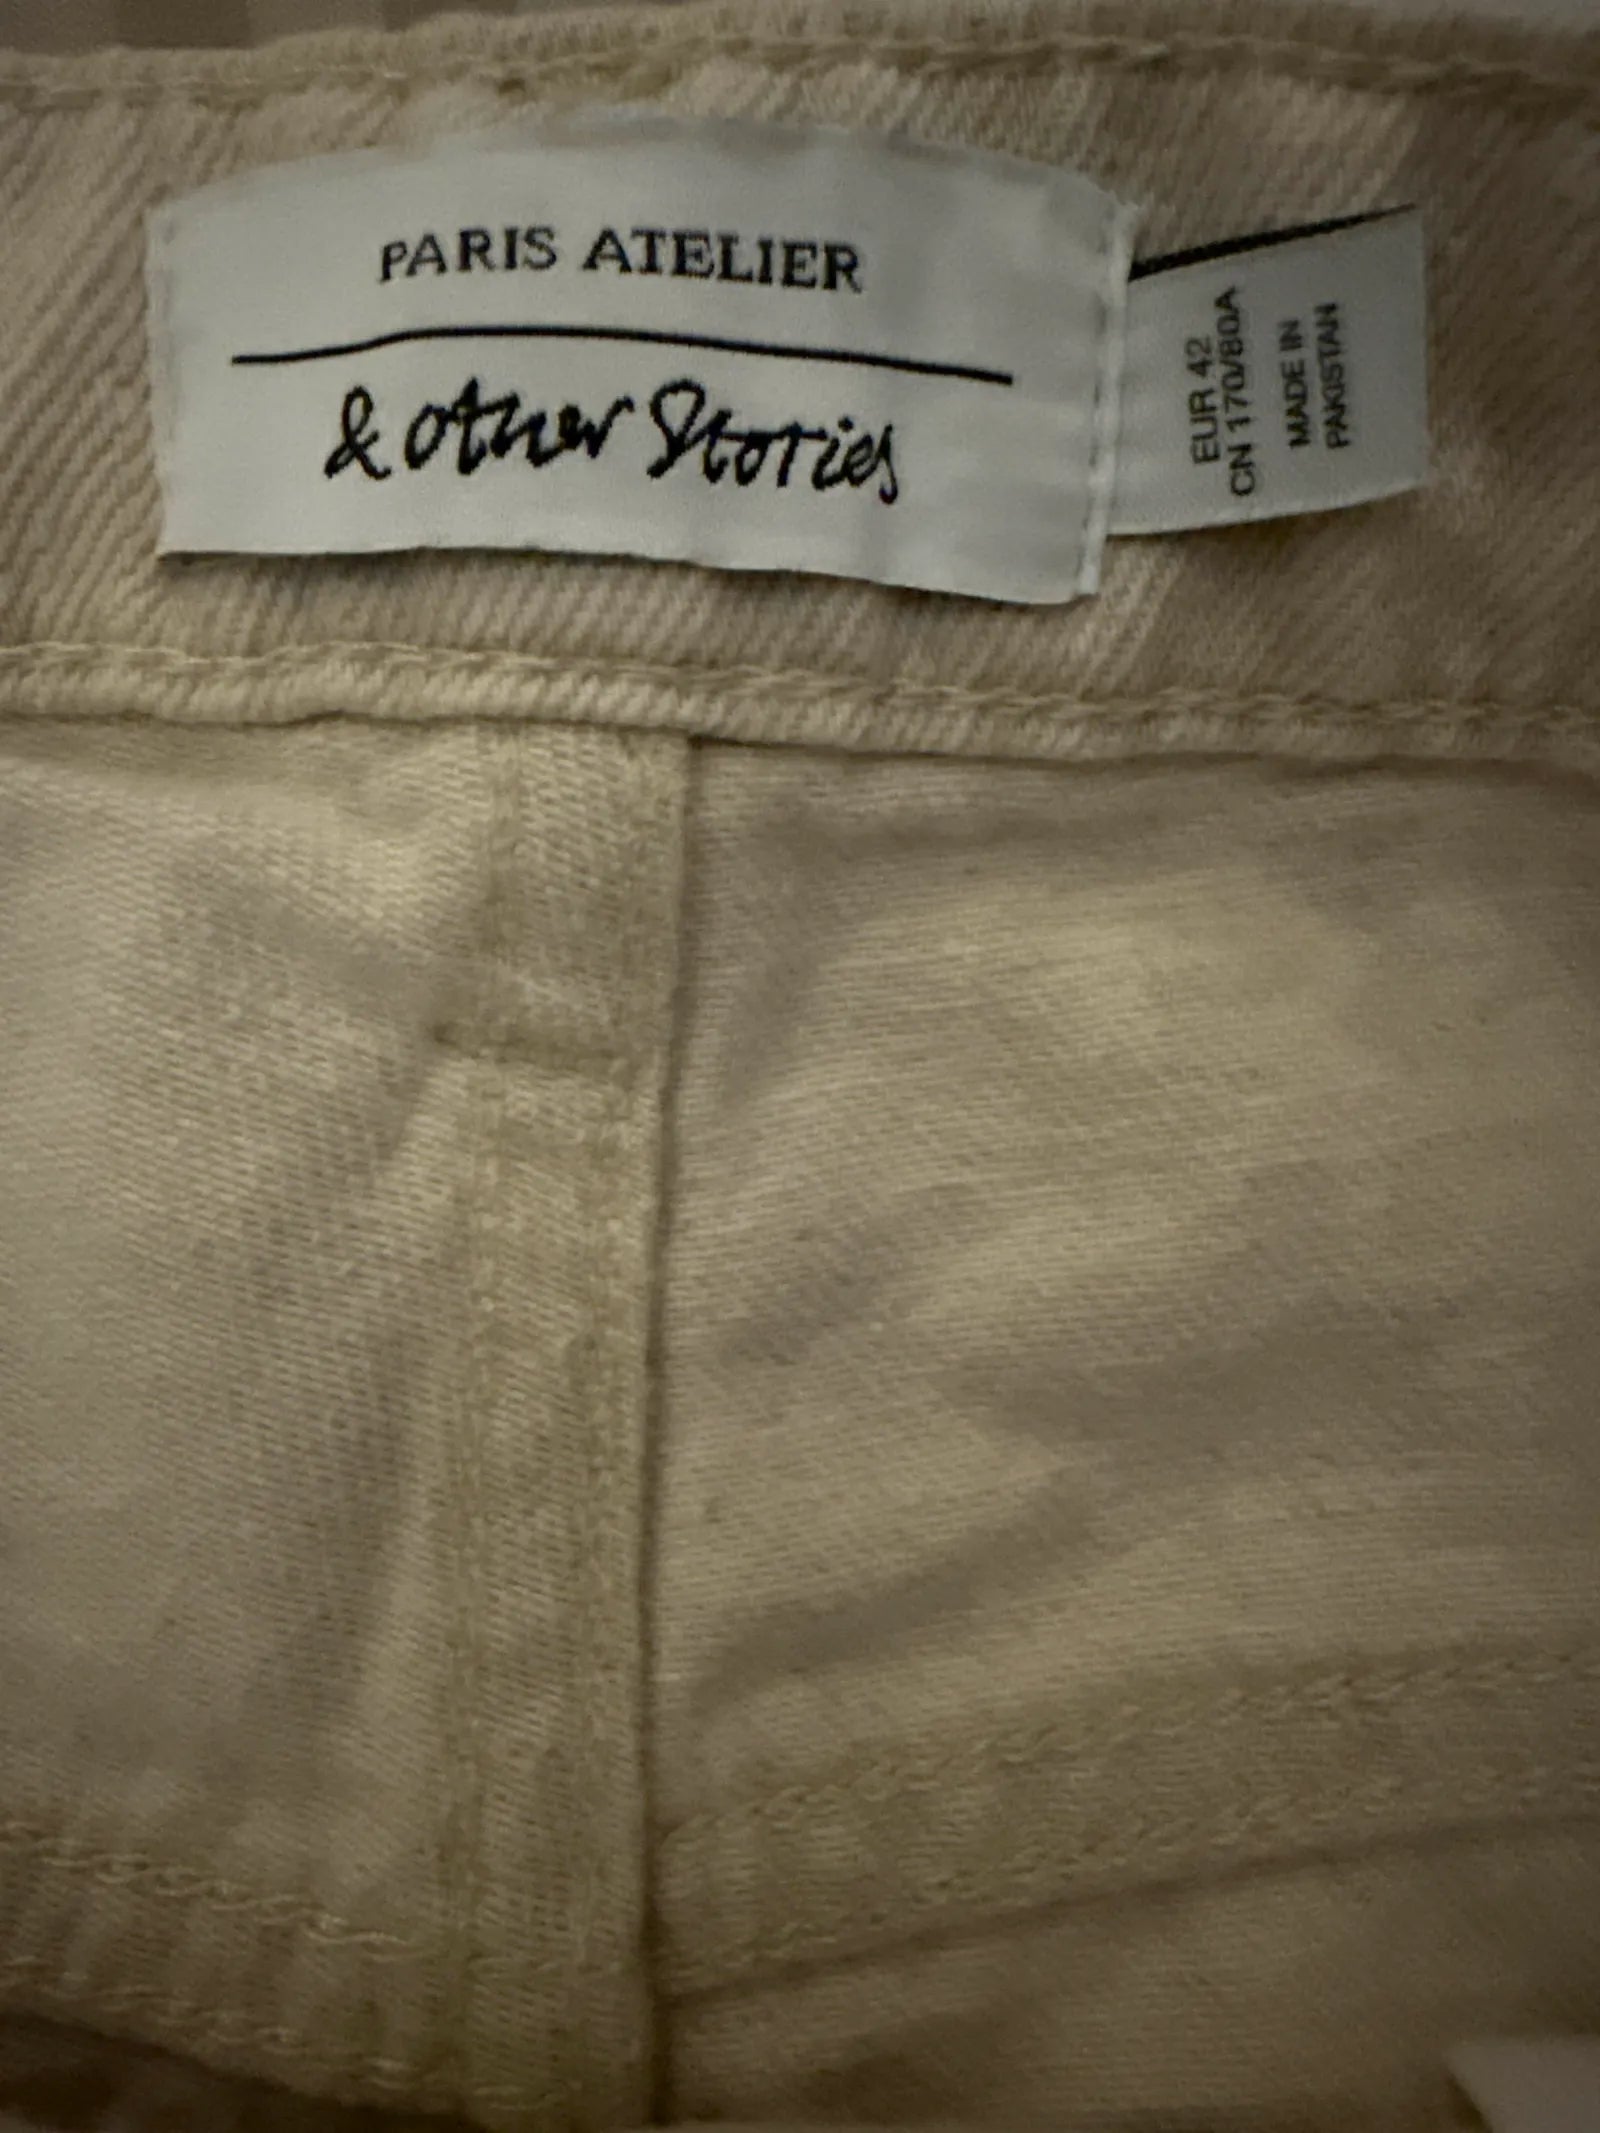 PARIS ATELIER
& other Stories
EUR 42
CN 170/80A
MADE IN
PAKISTAN